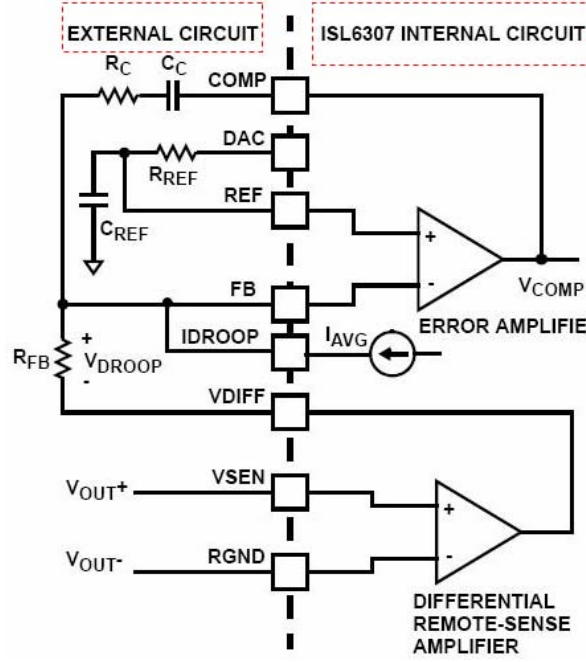 EXTERNAL CIRCUIT
ISL6307 INTERNAL CIRCUIT
RC
CC
COMP
DAC
RREF
REF
CREF
+
-
VCOMP
FB
ERROR AMPLIFIE
IDROOP
IAVG
RFB
+
VDROOP
-
VDIFF
VOUT+
VSEN
+
VOUT-
RGND
-
DIFFERENTIAL
REMOTE-SENSE
AMPLIFIER